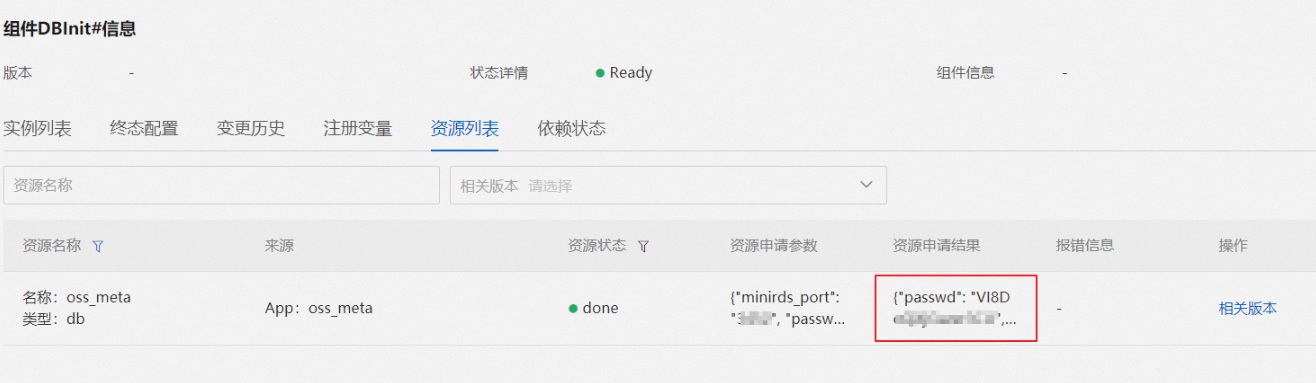 组件DBInit#信息
版本 - 状态详情 Ready 组件信息 -
实例列表 终态配置 变更历史 注册变量 资源列表 依赖状态
资源名称 相关版本 请选择
资源名称 来源 资源状态 资源申请参数 资源申请结果 报错信息 操作
名称：oss_meta
类型：db
App：oss_meta
done
{"minirds_port":
"3 ", "passw...
{"passwd": "VI8D
",...
-
相关版本